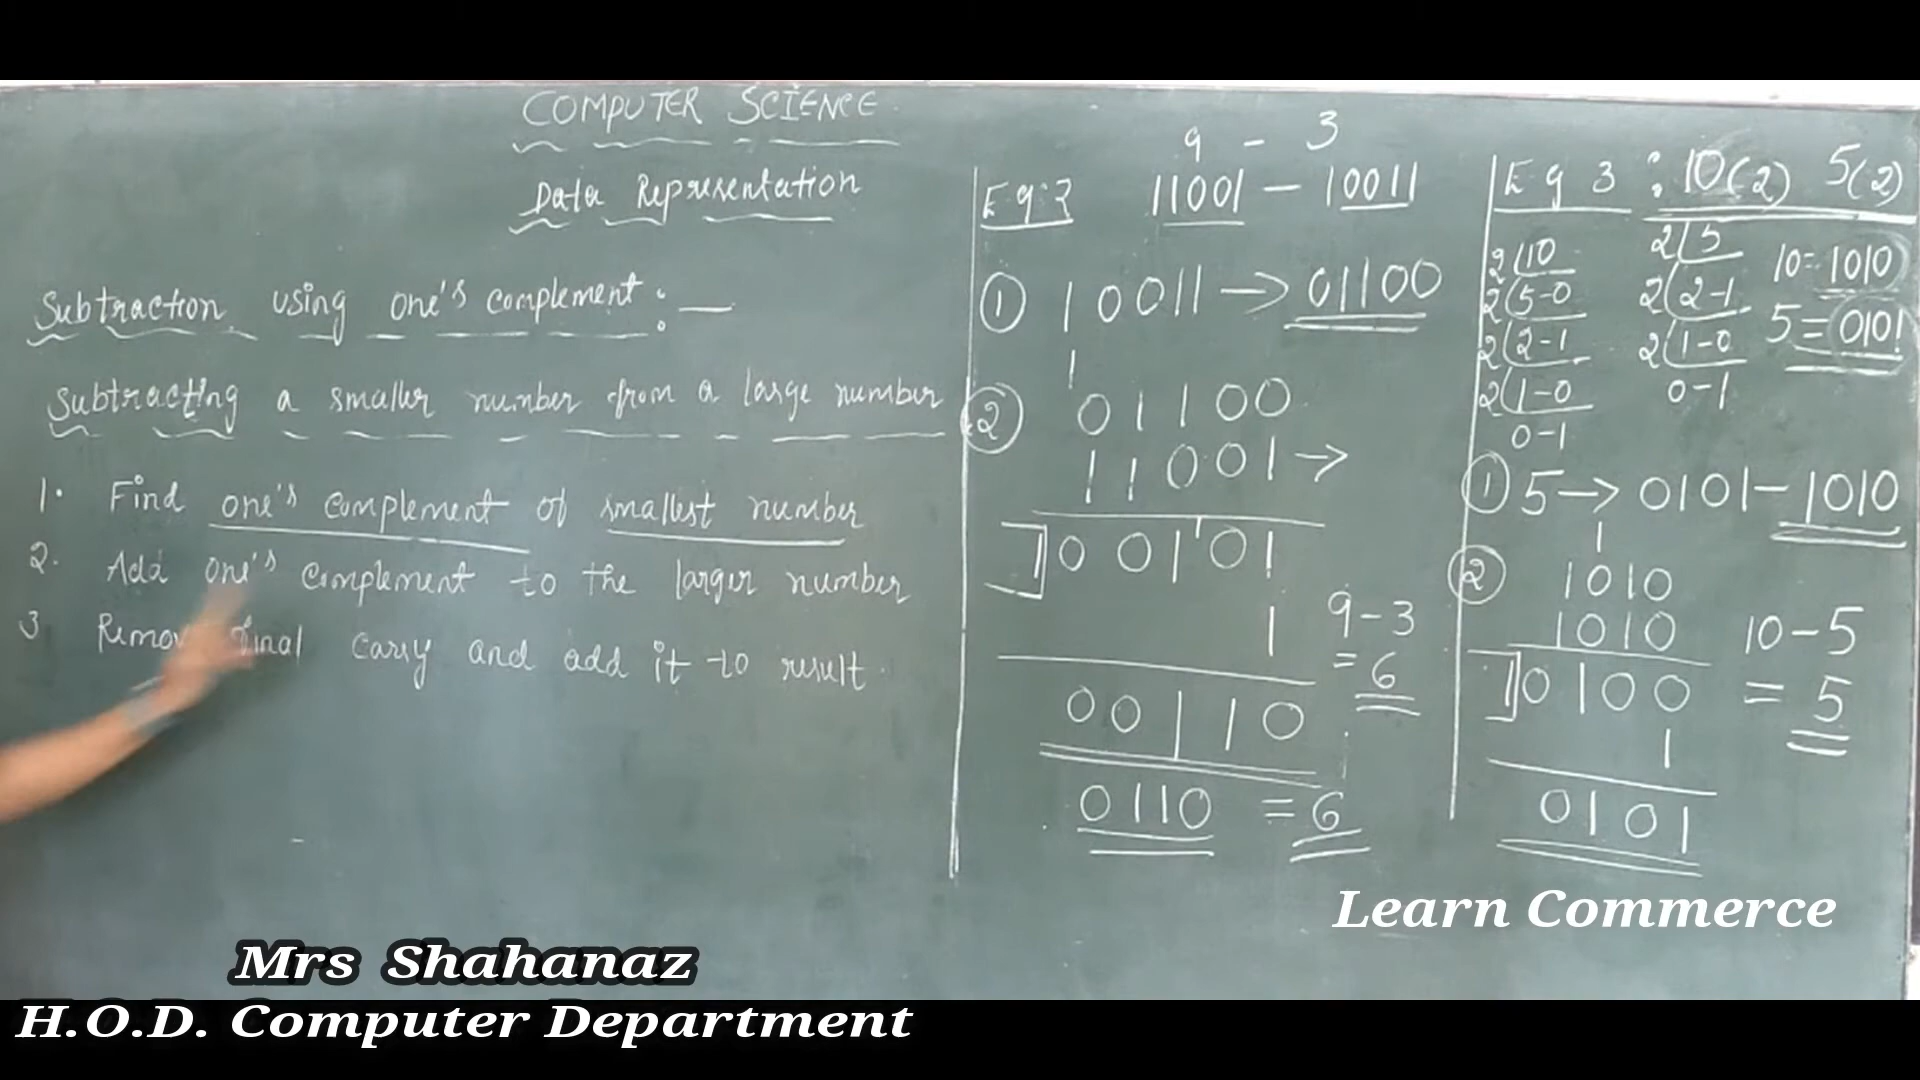 COMPUTER SCIENCE
Data Representation
Subtraction using one's complement : —
Subtracting a smaller number from a large number
1. Find one's complement of smallest number
2. Add one's complement to the larger number
3 final carry and add it to result.
9 - 3
Eg:2 11001 — 10011
① 10011 → 01100
1
② 01100
11001 →
1]00101
1
00110
9-3
= 6
0110 = 6
Eg 3 : 10(2) 5(2)
2(10
2(5-0
2(2-1
2(1-0
0-1
2(5
2(2-1
2(1-0
0-1
10= 1010
5 = 0101
① 5 → 0101 - 1010
1
② 1010
1010
1]0100
1
0101
10-5
= 5
Learn Commerce
Mrs Shahanaz
H.O.D. Computer Department